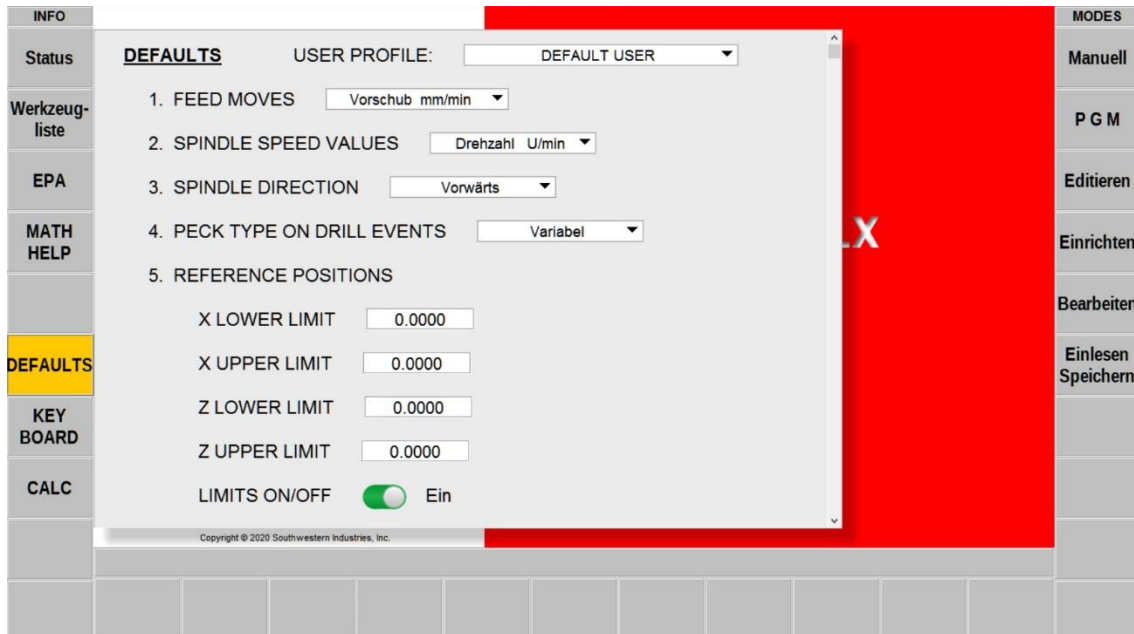 INFO
MODES
Status
Werkzeug-
liste
EPA
MATH
HELP
DEFAULTS
KEY
BOARD
CALC
DEFAULTS USER PROFILE: DEFAULT USER
1. FEED MOVES Vorschub mm/min
2. SPINDLE SPEED VALUES Drehzahl U/min
3. SPINDLE DIRECTION Vorwärts
4. PECK TYPE ON DRILL EVENTS Variabel
5. REFERENCE POSITIONS
X LOWER LIMIT 0.0000
X UPPER LIMIT 0.0000
Z LOWER LIMIT 0.0000
Z UPPER LIMIT 0.0000
LIMITS ON/OFF Ein
LX
Copyright © 2020 Southwestern Industries, Inc.
Manuell
P G M
Editieren
Einrichten
Bearbeiten
Einlesen
Speichern